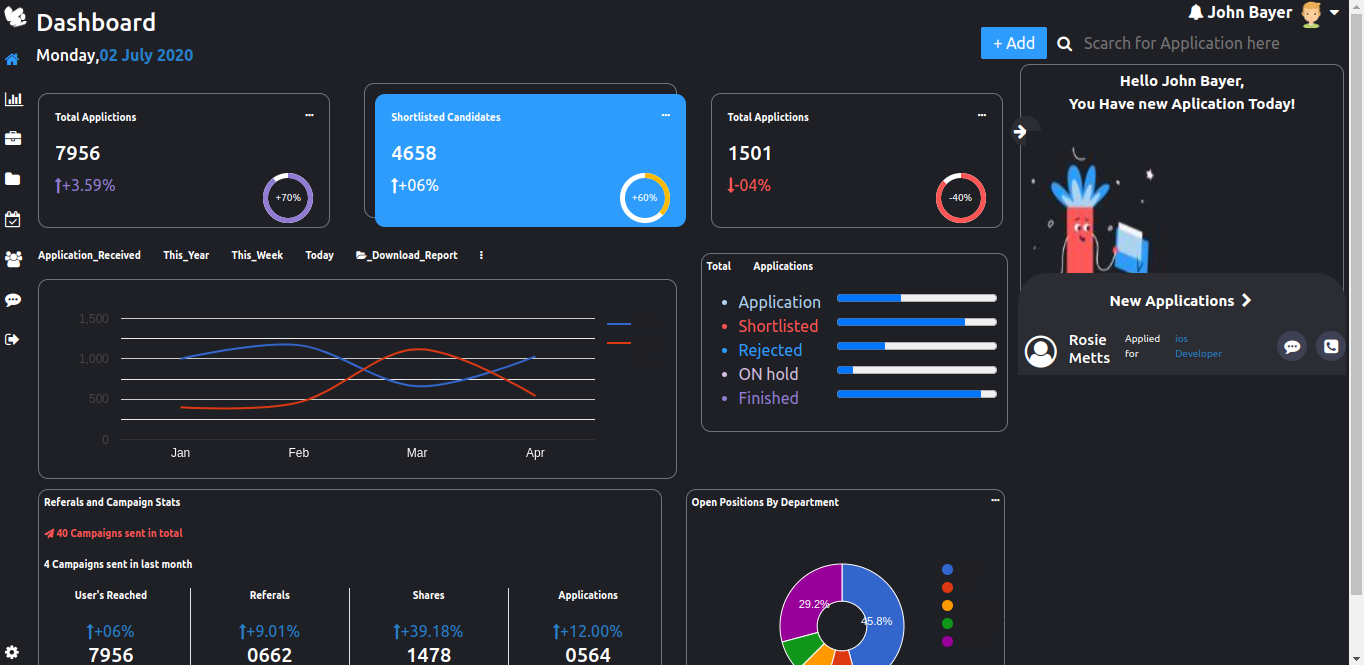 Dashboard
John Bayer
Monday,02 July 2020
+ Add
Search for Application here
Total Applictions
7956
+3.59%
+70%
Shortlisted Candidates
4658
+06%
+60%
Total Applictions
1501
-04%
-40%
Hello John Bayer,
You Have new Aplication Today!
New Applications
Rosie
Metts
Applied
for
ios
Developer
Application_Received This_Year This_Week Today _Download_Report
1,500
1,000
500
0
Jan Feb Mar Apr
Total Applications
Application
Shortlisted
Rejected
ON hold
Finished
Referals and Campaign Stats
40 Campaigns sent in total
4 Campaigns sent in last month
User's Reached
+06%
7956
Referrals
+9.01%
0662
Shares
+39.18%
1478
Applications
+12.00%
0564
Open Positions By Department
29.2%
45.8%